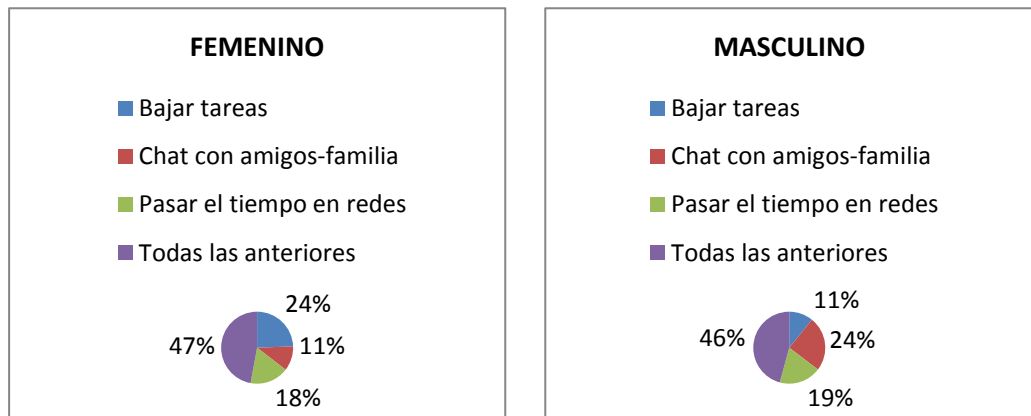 FEMENINO
Bajar tareas
Chat con amigos-familia
Pasar el tiempo en redes
Todas las anteriores
24%
47%
11%
18%
MASCULINO
Bajar tareas
Chat con amigos-familia
Pasar el tiempo en redes
Todas las anteriores
11%
46%
24%
19%